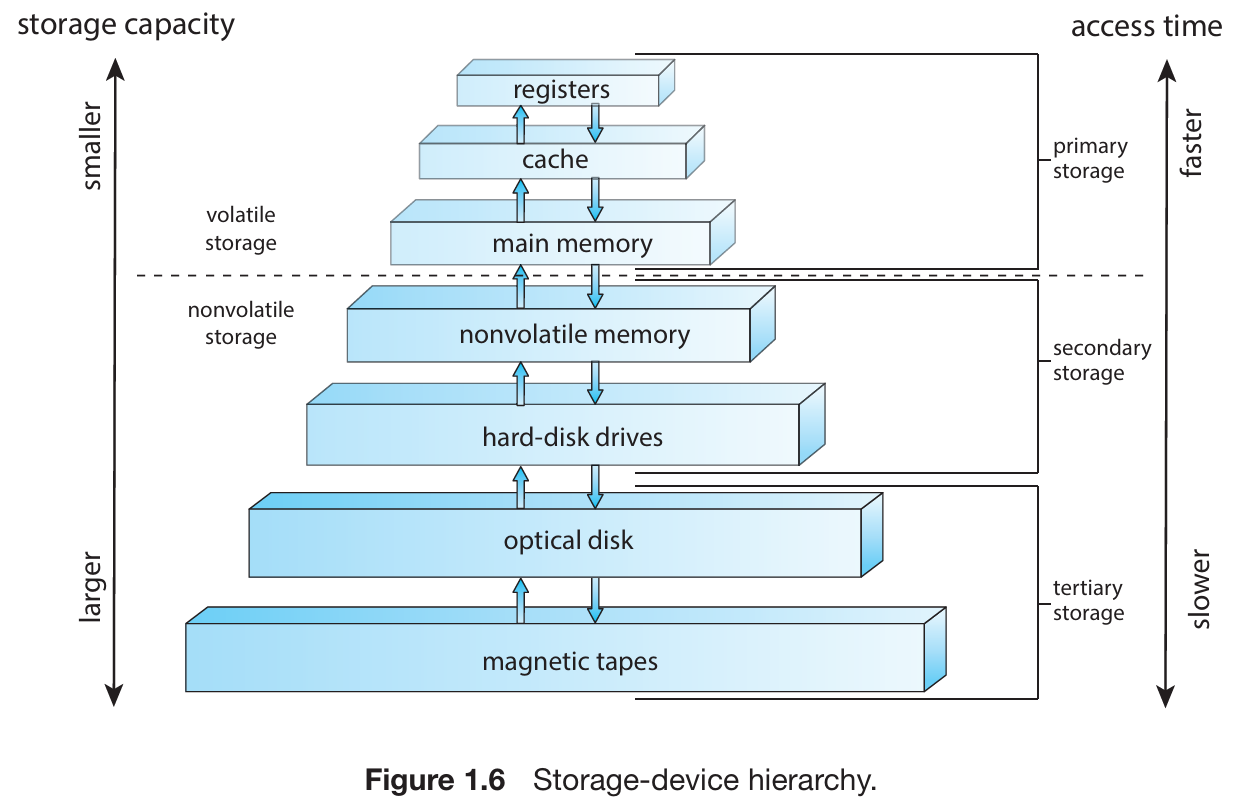 storage capacity
access time
smaller
larger
volatile
storage
nonvolatile
storage
registers
cache
main memory
nonvolatile memory
hard-disk drives
optical disk
magnetic tapes
primary
storage
secondary
storage
tertiary
storage
faster
slower
Figure 1.6 Storage-device hierarchy.